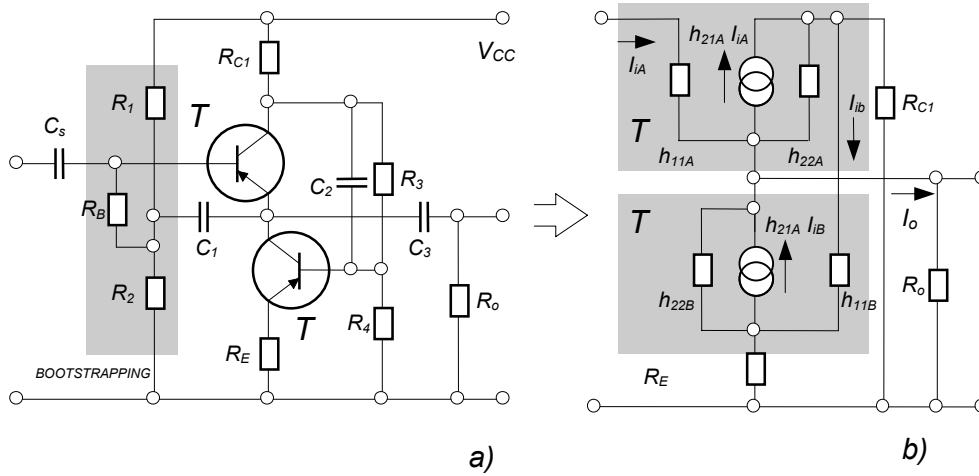 R_C1
V_CC
R_1
T
C_s
C_2
R_3
R_B
C_1
C_3
R_2
T
R_4
R_o
R_E
BOOTSTRAPPING
a)
I_iA
h_21A I_iA
R_C1
I_ib
T
h_11A
h_22A
I_o
T
h_21A I_iB
R_o
h_22B
h_11B
R_E
b)